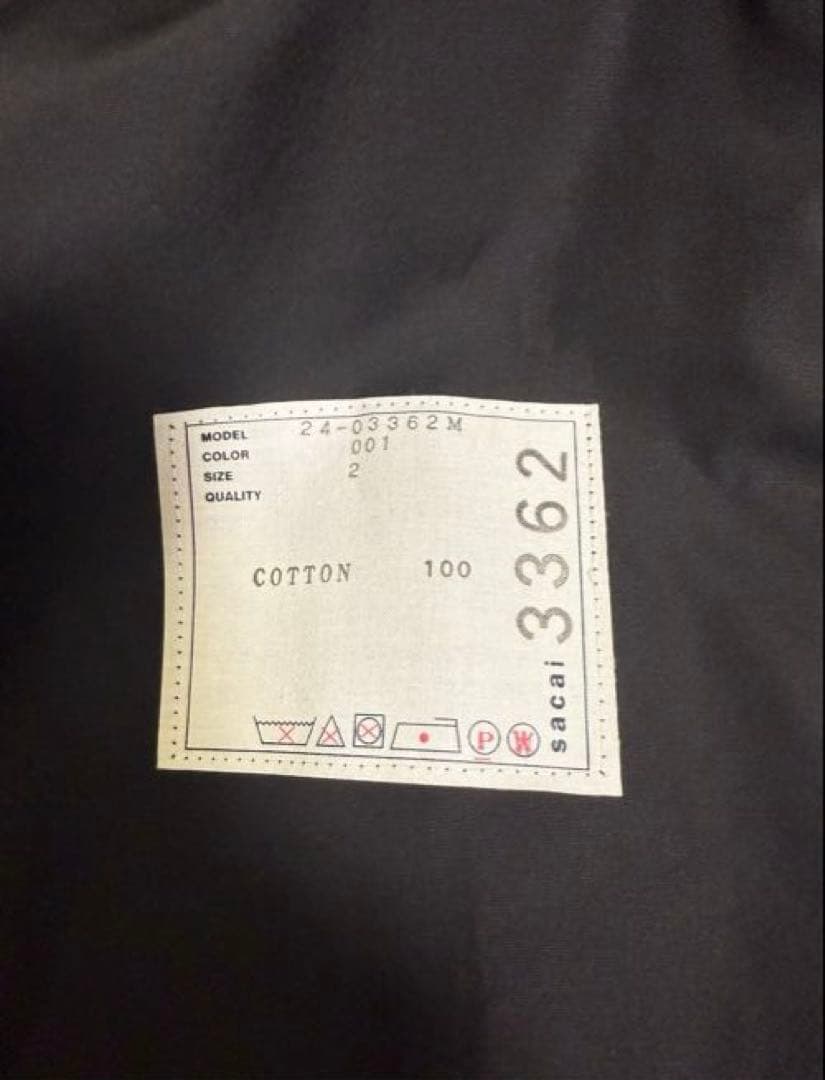 MODEL 24-03362M
COLOR 001
SIZE 2
QUALITY
COTTON 100
P
W
sacai 3362